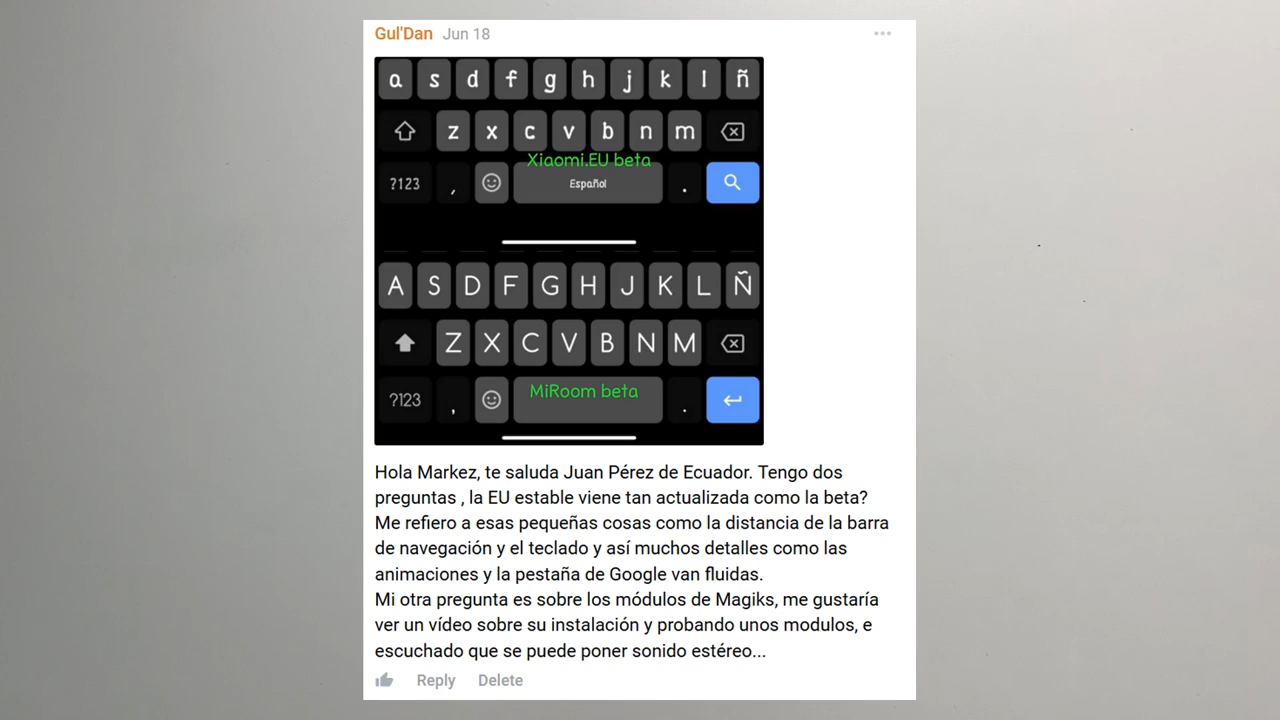 Gul'Dan Jun 18
a s d f g h j k l ñ
z x c v b n m
Xiaomi.EU beta
?123 , Español .
A S D F G H J K L Ñ
Z X C V B N M
MiRoom beta
?123 , .
Hola Markez, te saluda Juan Pérez de Ecuador. Tengo dos
preguntas , la EU estable viene tan actualizada como la beta?
Me refiero a esas pequeñas cosas como la distancia de la barra
de navegación y el teclado y así muchos detalles como las
animaciones y la pestaña de Google van fluidas.
Mi otra pregunta es sobre los módulos de Magiks, me gustaría
ver un vídeo sobre su instalación y probando unos modulos, e
escuchado que se puede poner sonido estéreo...
Reply Delete